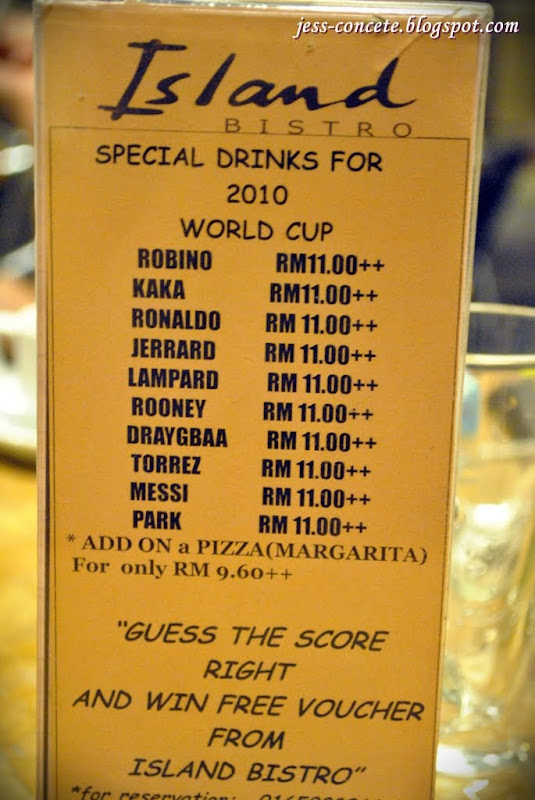 jess-concete.blogspot.com
Island
BISTRO
SPECIAL DRINKS FOR
2010
WORLD CUP
ROBINO RM11.00++
KAKA RM11.00++
RONALDO RM 11.00++
JERRARD RM 11.00++
LAMPARD RM 11.00++
ROONEY RM 11.00++
DRAYGBAA RM 11.00++
TORREZ RM 11.00++
MESSI RM 11.00++
PARK RM 11.00++
* ADD ON a PIZZA(MARGARITA)
For only RM 9.60++
"GUESS THE SCORE
RIGHT
AND WIN FREE VOUCHER
FROM
ISLAND BISTRO"
*for reservation: